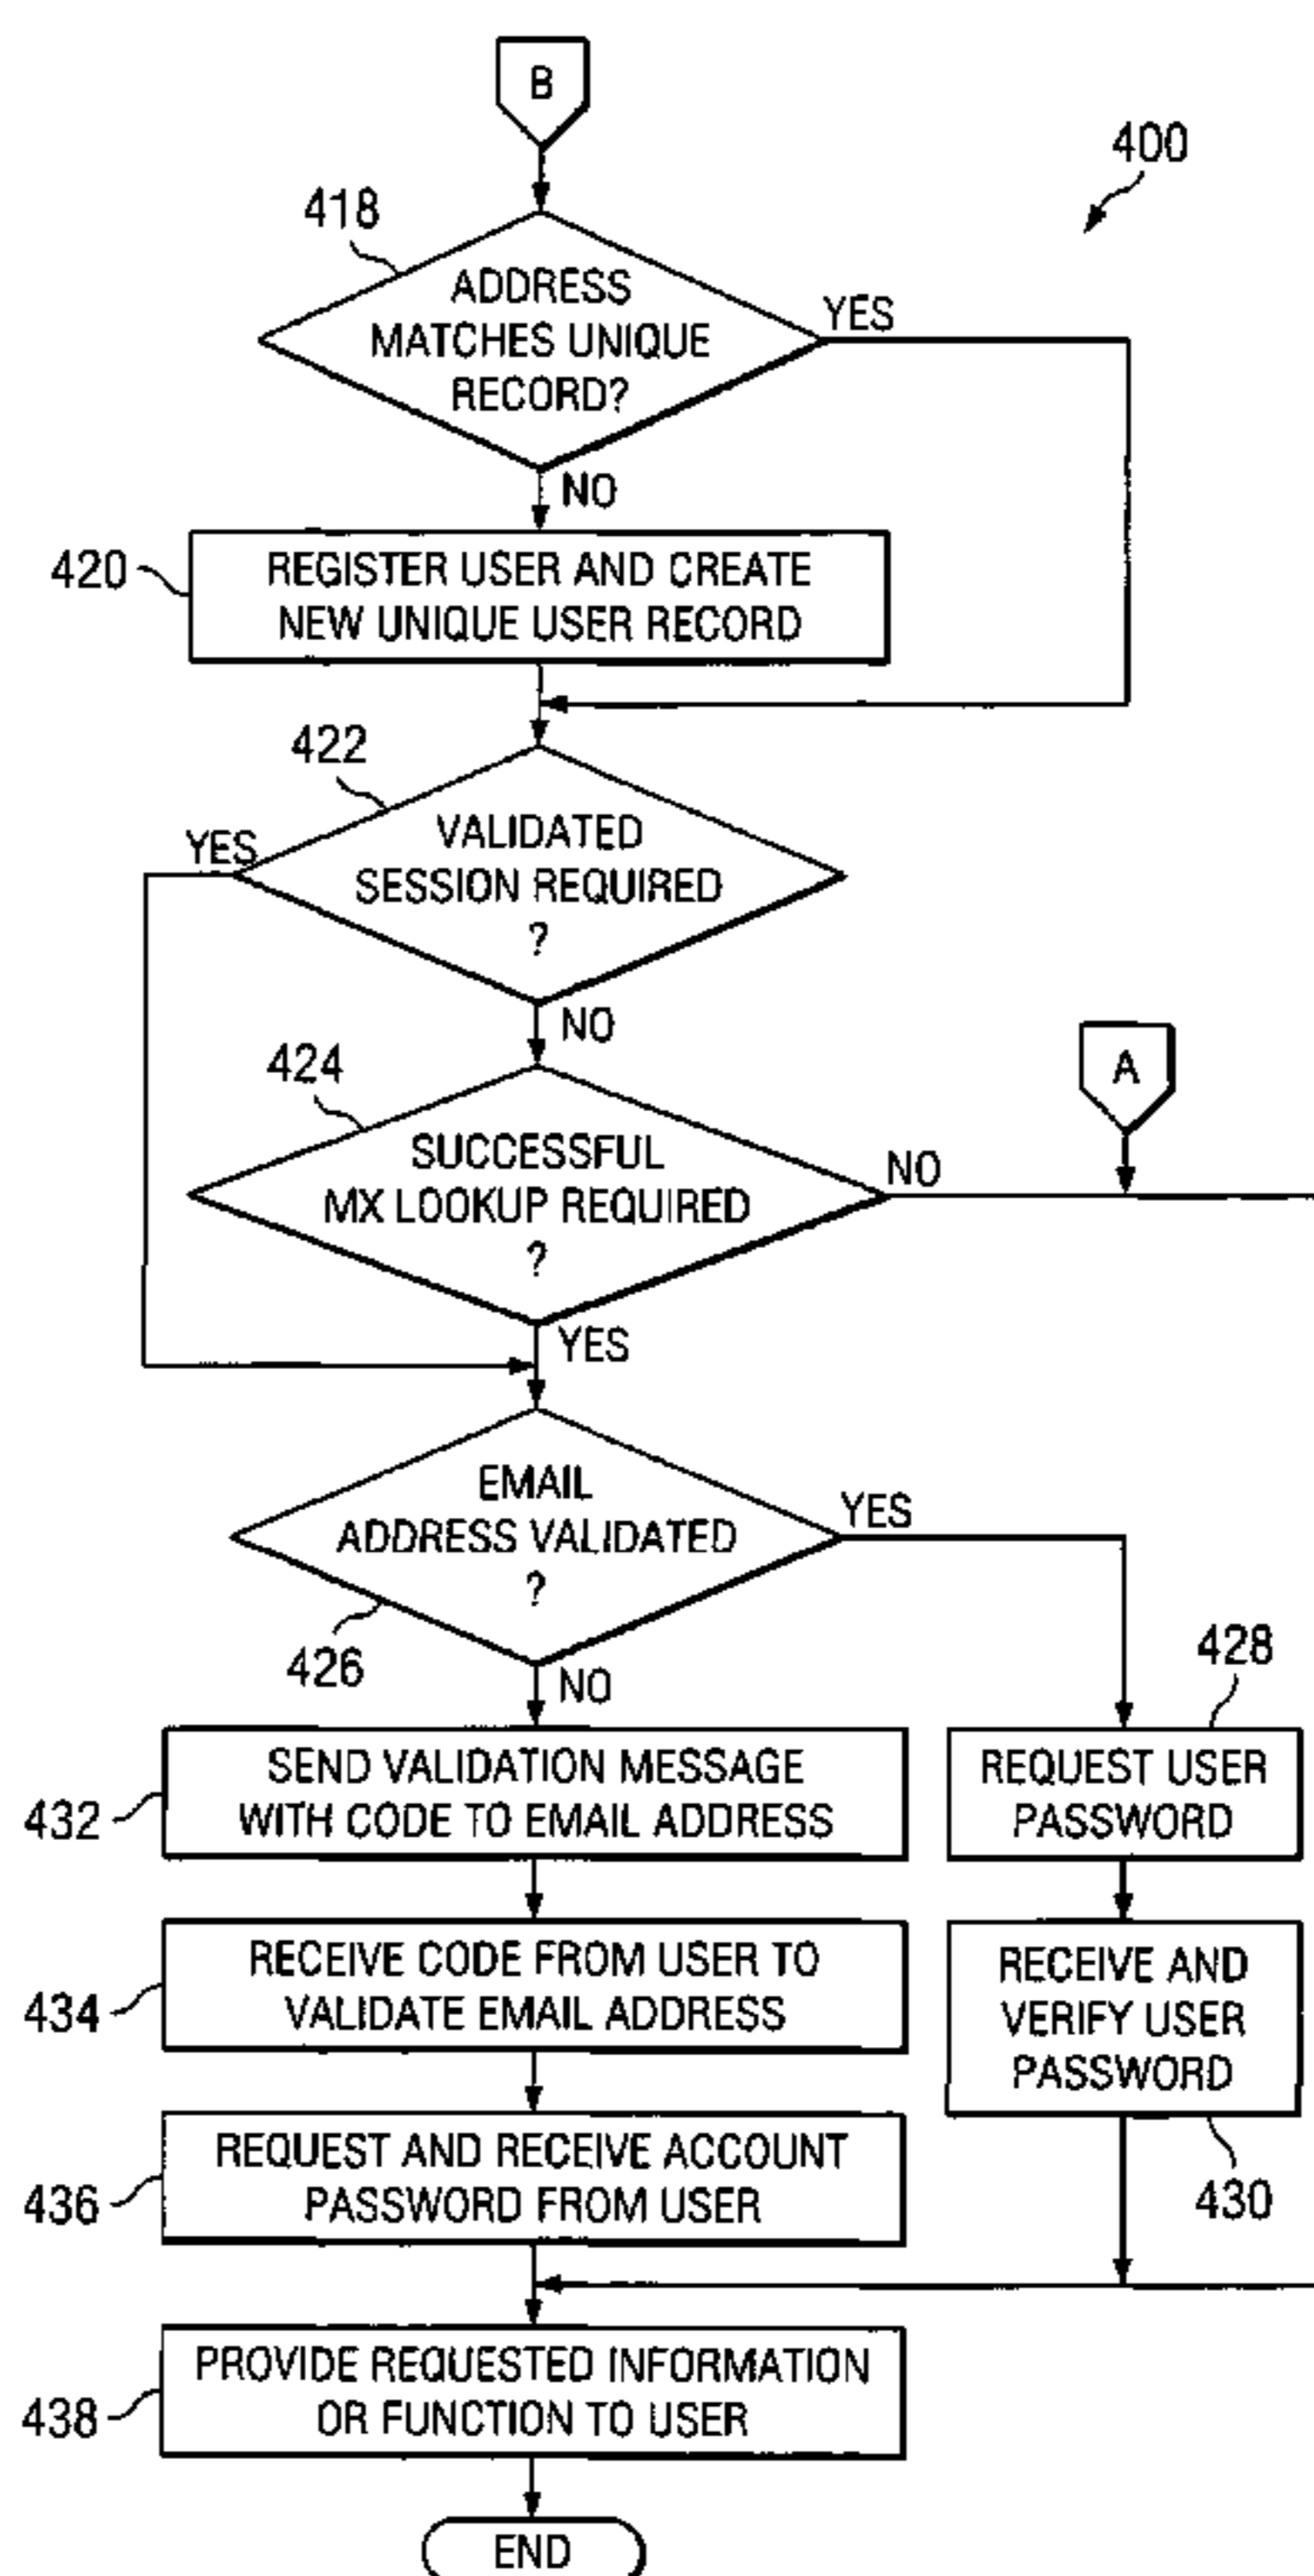 B
400
418
ADDRESS
MATCHES UNIQUE
RECORD?
YES
NO
420
REGISTER USER AND CREATE
NEW UNIQUE USER RECORD
422
YES
VALIDATED
SESSION REQUIRED
?
NO
A
424
SUCCESSFUL
MX LOOKUP REQUIRED
?
NO
YES
EMAIL
ADDRESS VALIDATED
?
YES
426
NO
428
432
SEND VALIDATION MESSAGE
WITH CODE TO EMAIL ADDRESS
REQUEST USER
PASSWORD
434
RECEIVE CODE FROM USER TO
VALIDATE EMAIL ADDRESS
RECEIVE AND
VERIFY USER
PASSWORD
430
436
REQUEST AND RECEIVE ACCOUNT
PASSWORD FROM USER
438
PROVIDE REQUESTED INFORMATION
OR FUNCTION TO USER
END